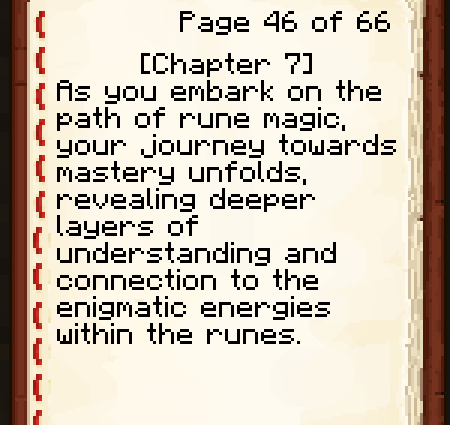 Page 46 of 66
[Chapter 7]
As you embark on the
path of rune magic,
your journey towards
mastery unfolds,
revealing deeper
layers of
understanding and
connection to the
enigmatic energies
within the runes.